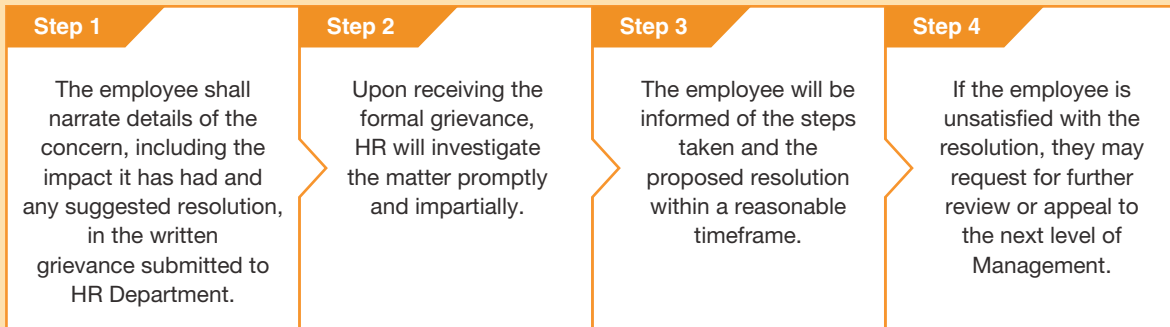 Step 1
The employee shall
narrate details of the
concern, including the
impact it has had and
any suggested resolution,
in the written
grievance submitted to
HR Department.
Step 2
Upon receiving the
formal grievance,
HR will investigate
the matter promptly
and impartially.
Step 3
The employee will be
informed of the steps
taken and the
proposed resolution
within a reasonable
timeframe.
Step 4
If the employee is
unsatisfied with the
resolution, they may
request for further
review or appeal to
the next level of
Management.